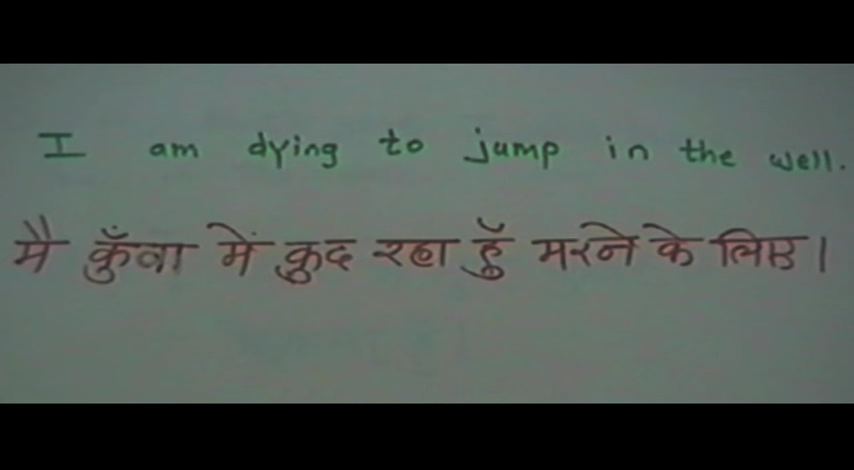 I am dying to jump in the well.
मै कुँवा में कुद रहा हुँ मरने के लिए।